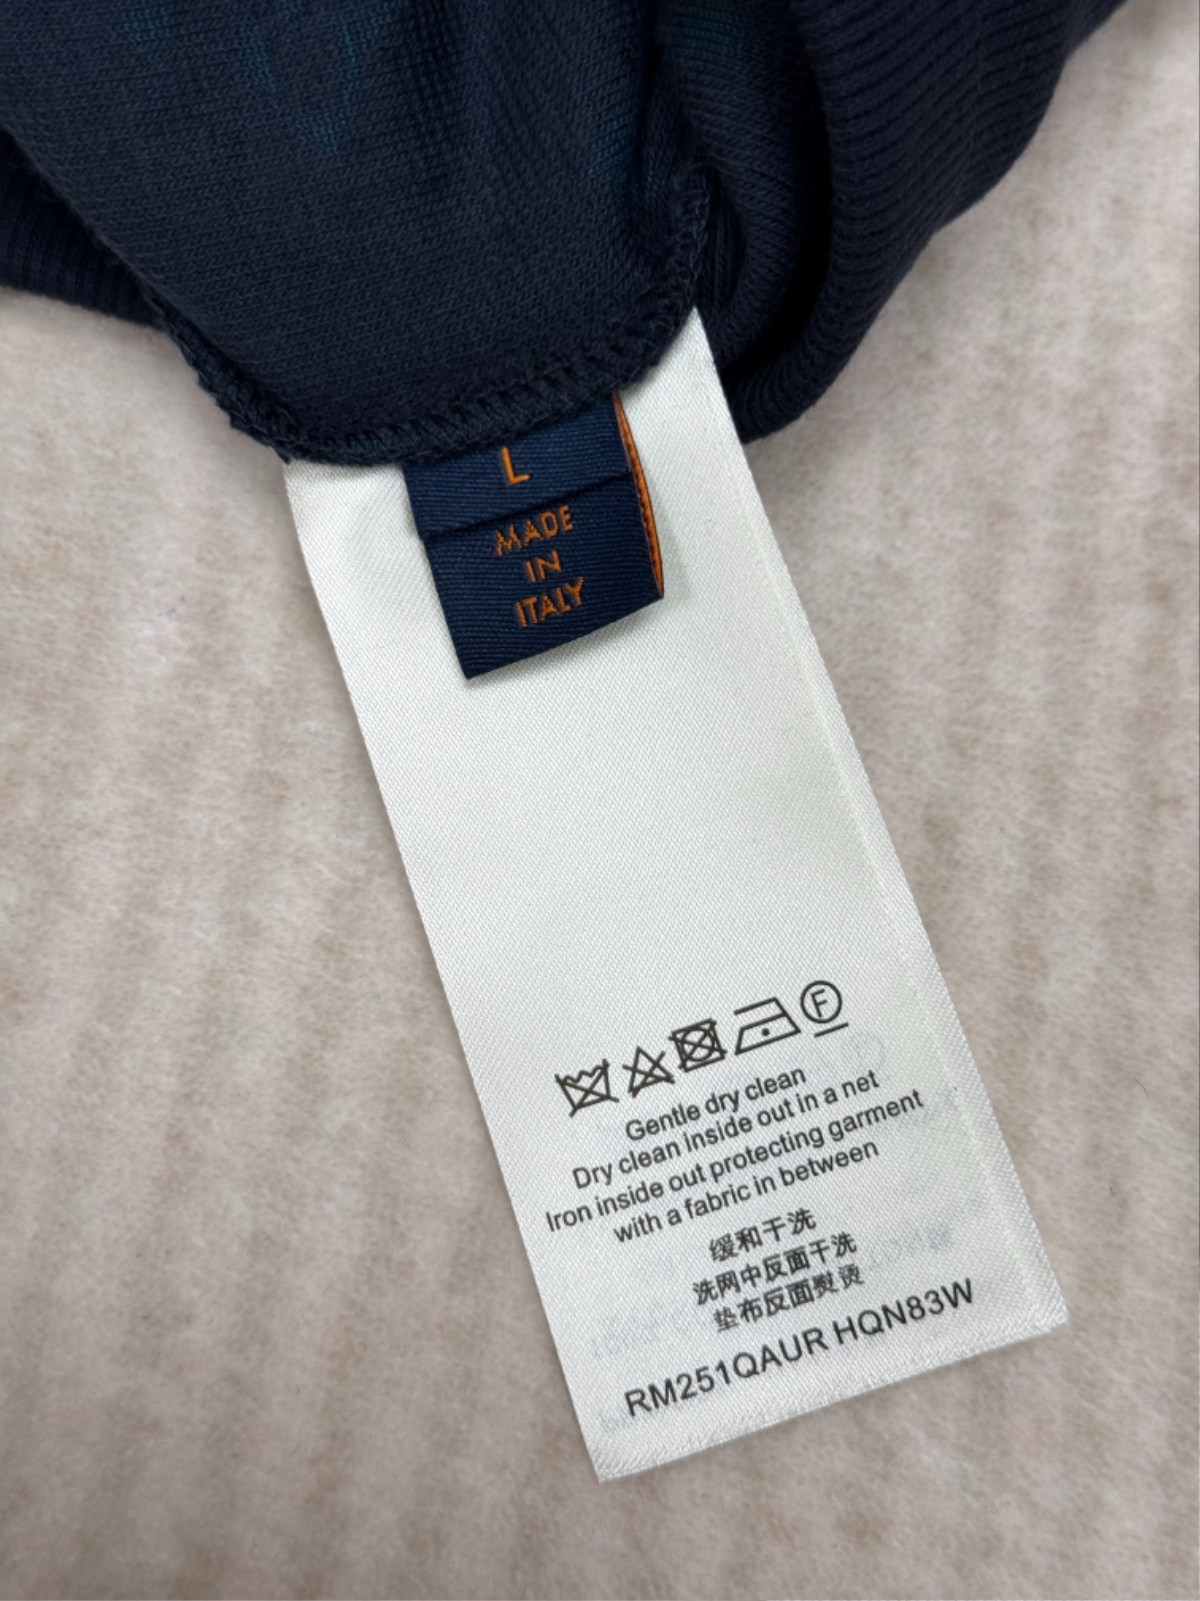 L
MADE
IN
ITALY
F
Gentle dry clean
Dry clean inside out in a net
Iron inside out protecting garment
with a fabric in between
缓和干洗
洗网中反面干洗
垫布反面熨烫
RM251QAUR HQN83W